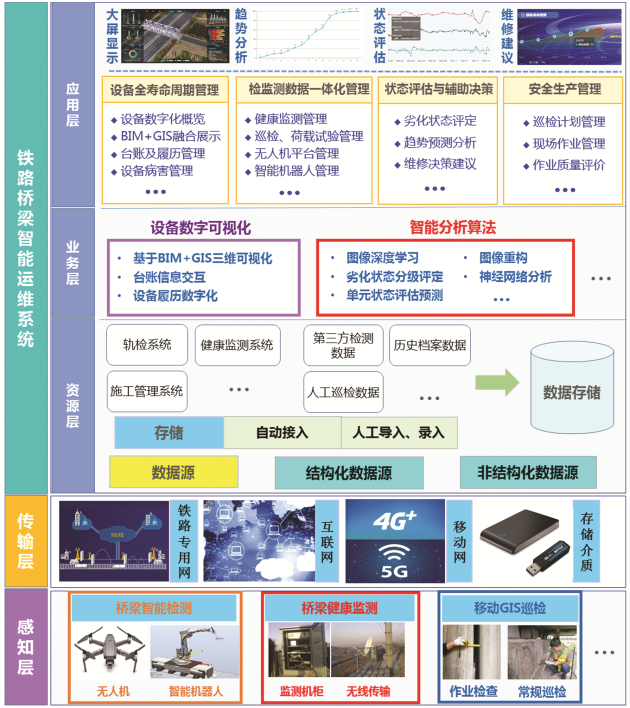 铁路桥梁智能运维系统
应用层
大屏显示
趋势分析
状态评估
维修建议
设备全寿命周期管理
◆ 设备数字化概览
◆ BIM+GIS融合展示
◆ 台账及履历管理
◆ 设备病害管理
•••
检监测数据一体化管理
◆ 健康监测管理
◆ 巡检、荷载试验管理
◆ 无人机平台管理
◆ 智能机器人管理
•••
状态评估与辅助决策
◆ 劣化状态评定
◆ 趋势预测分析
◆ 维修决策建议
•••
安全生产管理
◆ 巡检计划管理
◆ 现场作业管理
◆ 作业质量评价
•••
业务层
设备数字可视化
• 基于BIM+GIS三维可视化
• 台账信息交互
• 设备履历数字化
智能分析算法
• 图像深度学习
• 劣化状态分级评定
• 单元状态评估预测
• 图像重构
• 神经网络分析
•••
•••
资源层
轨检系统
健康监测系统
第三方检测
数据
历史档案数据
施工管理系统
•••
人工巡检数据
•••
数据存储
存储
自动接入
人工导入、录入
数据源
结构化数据源
非结构化数据源
传输层
铁路专用网
互联网
4G+
5G
移动网
存储介质
感知层
桥梁智能检测
无人机
智能机器人
桥梁健康监测
监测机柜
无线传输
移动GIS巡检
作业检查
常规巡检
•••